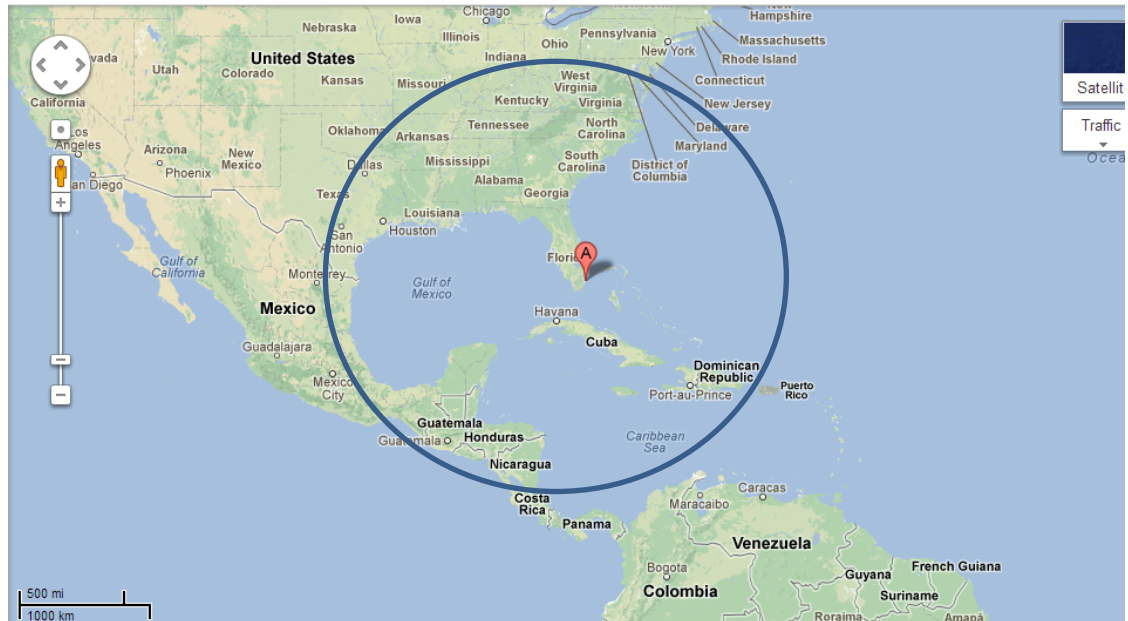 New
Hampshire
Chicago
Iowa
Nebraska
Pennsylvania
Massachusetts
Illinois
Ohio
New York
Indiana
Rhode Island
United States
vada
Utah
Colorado
Kansas
Missouri
West
Virginia
Connecticut
Satellit
California
Kentucky
Virginia
New Jersey
Traffic
Los
Angeles
Oklahoma
Arkansas
Tennessee
North
Carolina
Delaware
Maryland
Arizona
New
Mexico
Phoenix
Dallas
Mississippi
South
Carolina
District of
Columbia
Ocea
San Diego
Alabama
Georgia
Texas
Louisiana
Houston
San
Antonio
A
Florid
Gulf of
California
Monterrey
Gulf of
Mexico
Mexico
Havana
Cuba
Guadalajara
Mexico
City
Dominican
Republic
Port-au-Prince
Puerto
Rico
Guatemala
Guatemala
Honduras
Caribbean
Sea
Nicaragua
Costa
Rica
Panama
Maracaibo
Caracas
Venezuela
Bogota
Colombia
Guyana
French Guiana
Suriname
Roraima
Amapá
500 mi
1000 km